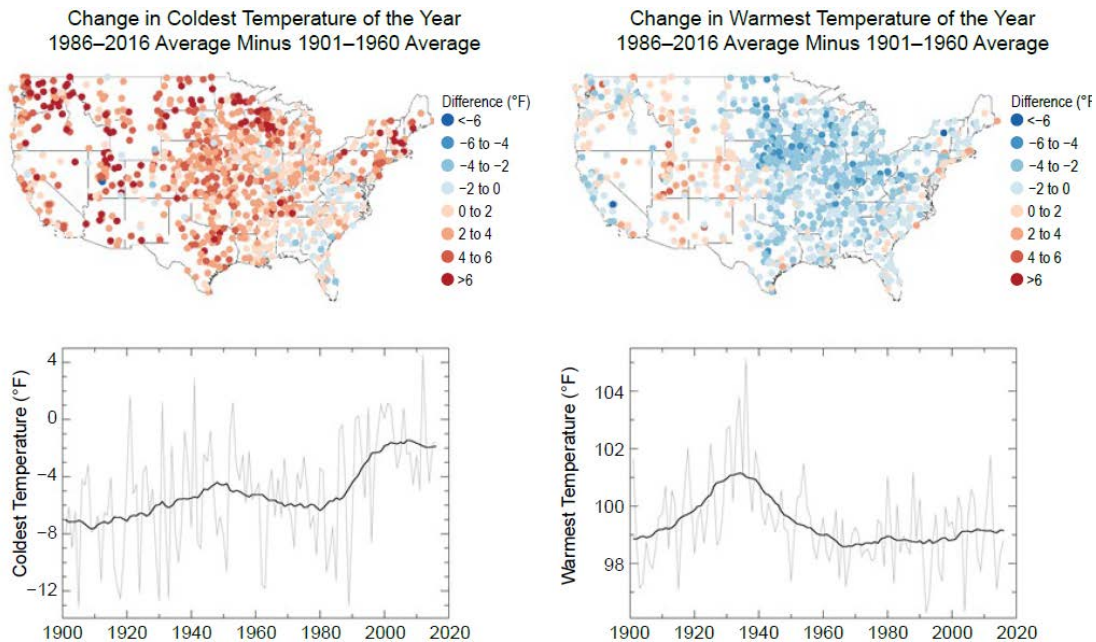 Change in Coldest Temperature of the Year
1986–2016 Average Minus 1901–1960 Average
Difference (°F)
<-6
-6 to -4
-4 to -2
-2 to 0
0 to 2
2 to 4
4 to 6
>6
Change in Warmest Temperature of the Year
1986–2016 Average Minus 1901–1960 Average
Difference (°F
<-6
-6 to -4
-4 to -2
-2 to 0
0 to 2
2 to 4
4 to 6
>6
Coldest Temperature (°F)
4
0
-4
-8
-12
1900 1920 1940 1960 1980 2000 2020
Warmest Temperature (°F)
104
102
100
98
1900 1920 1940 1960 1980 2000 2020